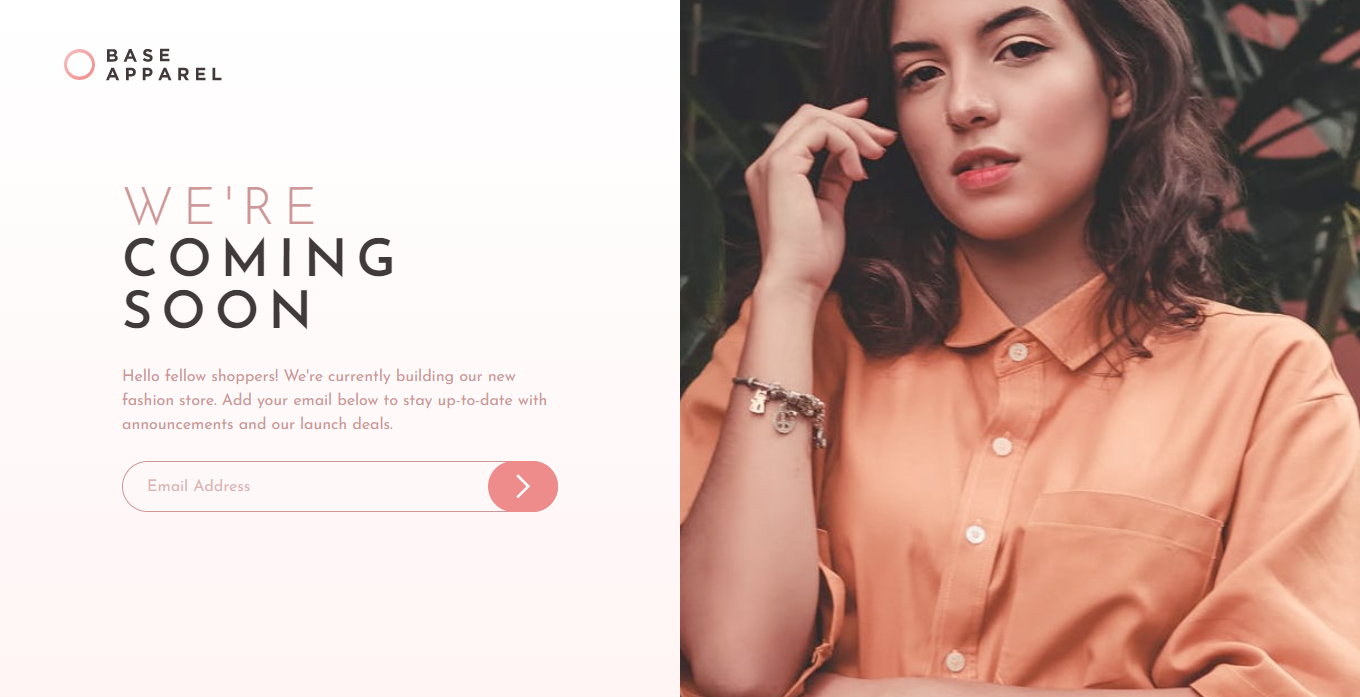 BASE
APPAREL
WE'RE
COMING
SOON
Hello fellow shoppers! We're currently building our new
fashion store. Add your email below to stay up-to-date with
announcements and our launch deals.
Email Address